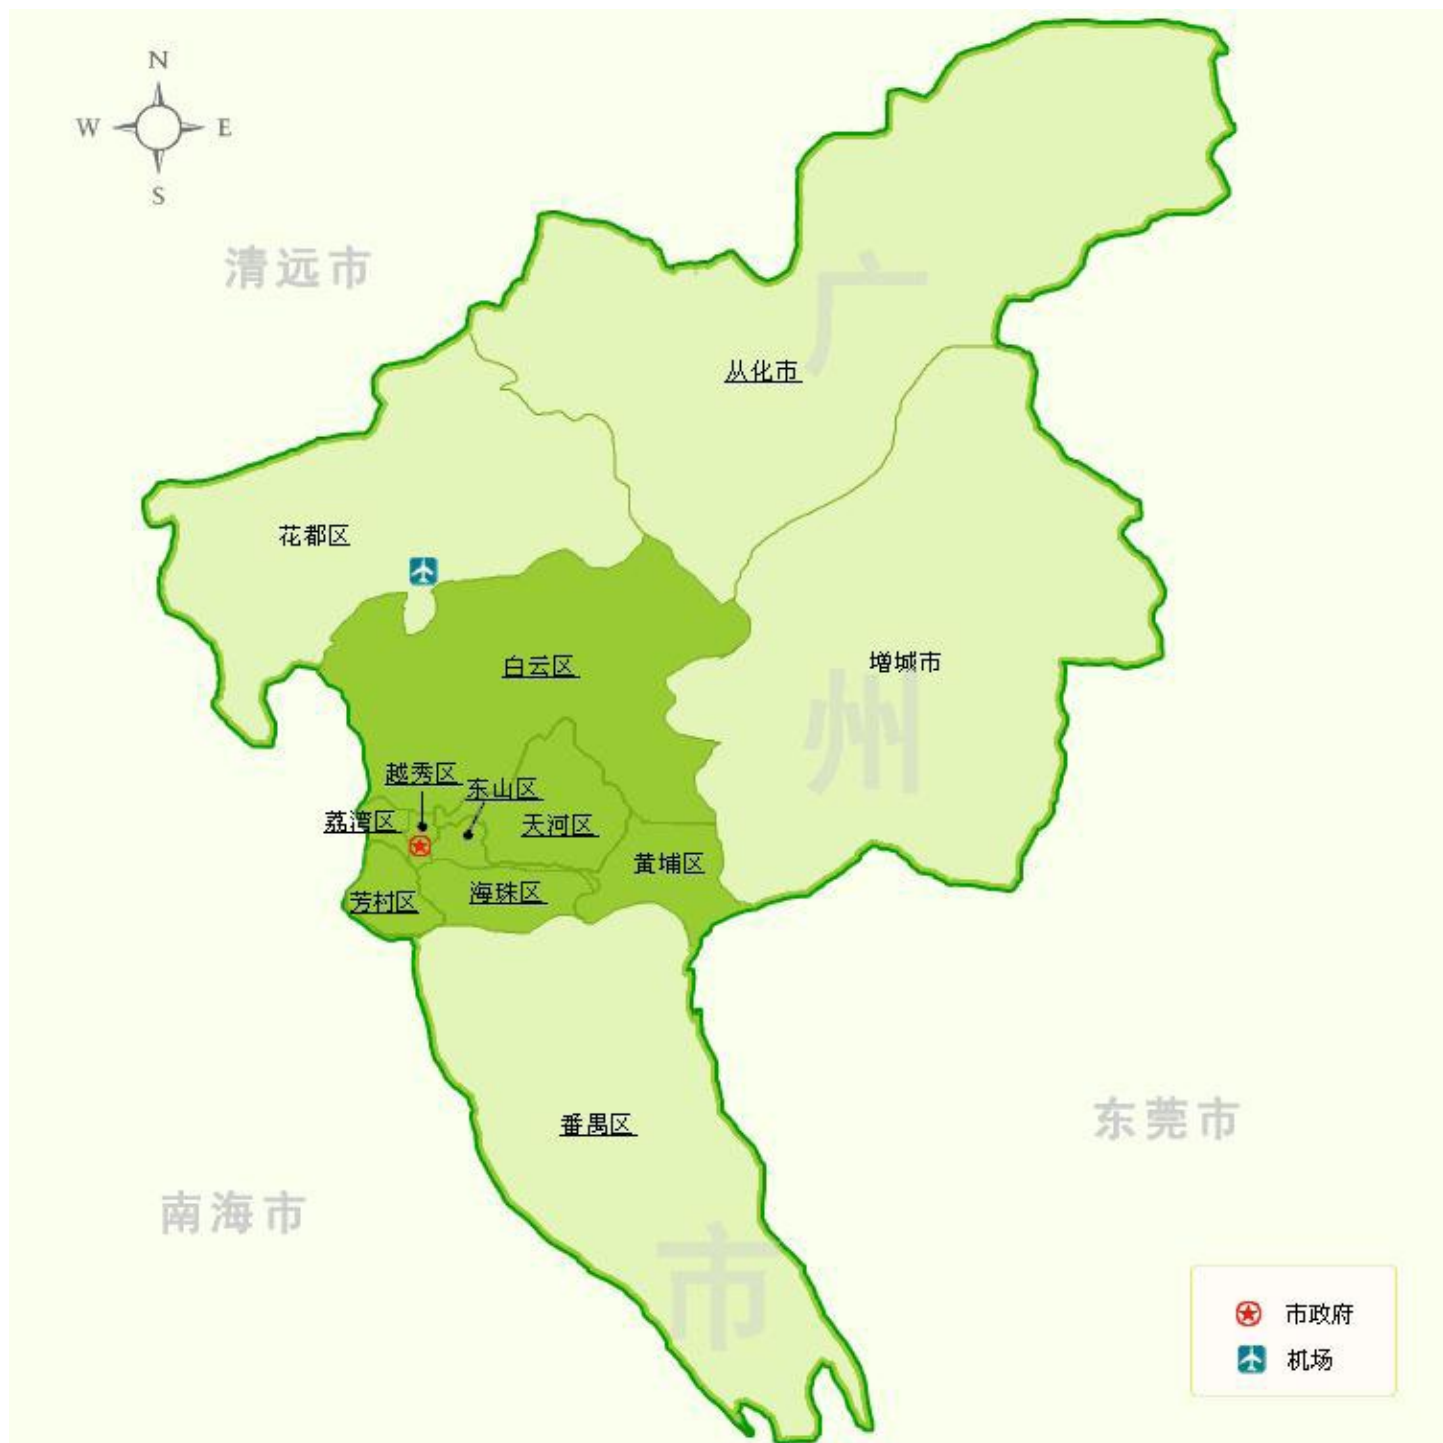 N
W E
S
清远市
广
从化市
花都区
白云区
增城市
州
越秀区
东山区
荔湾区
天河区
黄埔区
芳村区
海珠区
番禺区
东莞市
南海市
市
市政府
机场